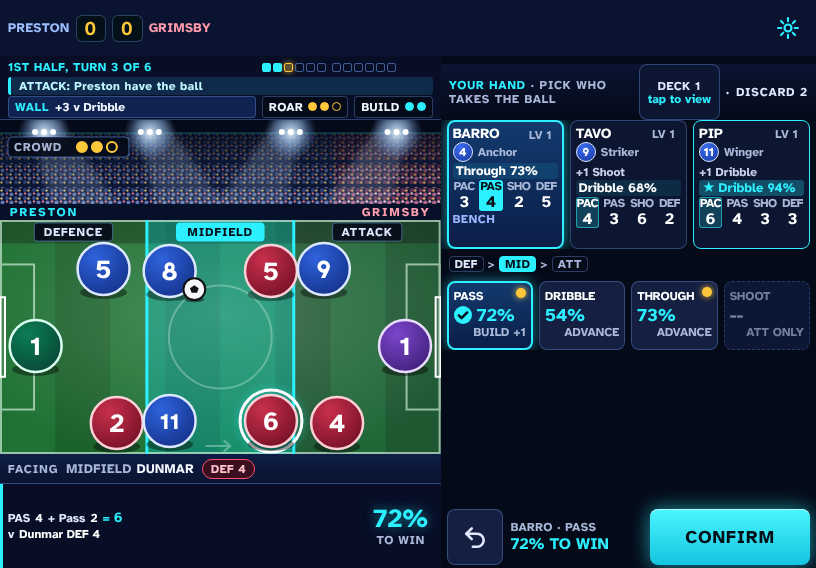 PRESTON 0 0 GRIMSBY
1ST HALF, TURN 3 OF 6
ATTACK: Preston have the ball
WALL +3 v Dribble
ROAR
BUILD
CROWD
PRESTON
GRIMSBY
DEFENCE
MIDFIELD
ATTACK
5
8
5
9
1
1
2
11
6
4
FACING MIDFIELD DUNMAR DEF 4
PAS 4 + Pass 2 = 6
v Dunmar DEF 4
72%
TO WIN
YOUR HAND · PICK WHO
TAKES THE BALL
DECK 1
tap to view
· DISCARD 2
BARRO LV 1
4 Anchor
Through 73%
PAC PAS SHO DEF
3 4 2 5
BENCH
TAVO LV 1
9 Striker
+1 Shoot
Dribble 68%
PAC PAS SHO DEF
4 3 6 2
PIP LV 1
11 Winger
+1 Dribble
★ Dribble 94%
PAC PAS SHO DEF
6 4 3 3
DEF > MID > ATT
PASS
72%
BUILD +1
DRIBBLE
54%
ADVANCE
THROUGH
73%
ADVANCE
SHOOT
--
ATT ONLY
BARRO · PASS
72% TO WIN
CONFIRM